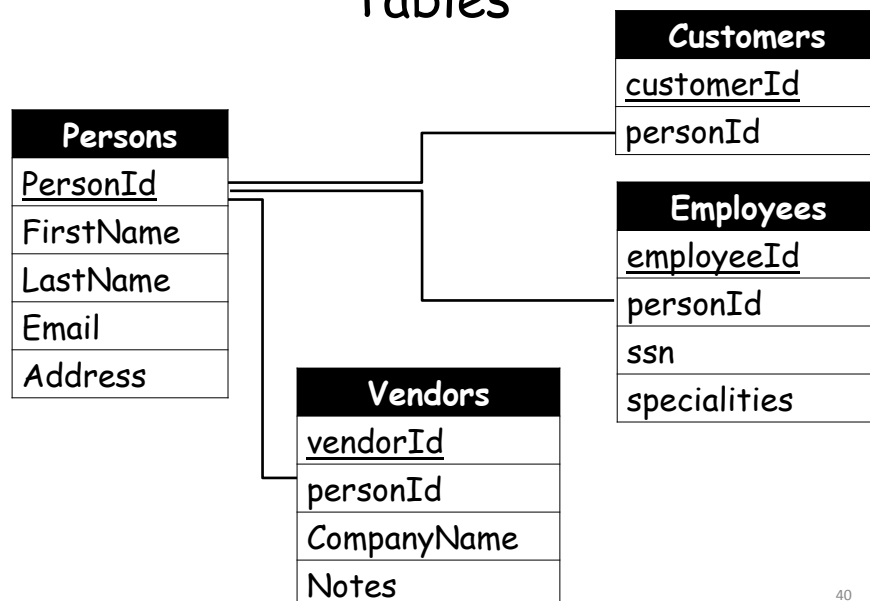 Tables
Customers
customerId
personId
Persons
PersonId
FirstName
LastName
Email
Address
Employees
employeeId
personId
ssn
specialities
Vendors
vendorId
personId
CompanyName
Notes
40